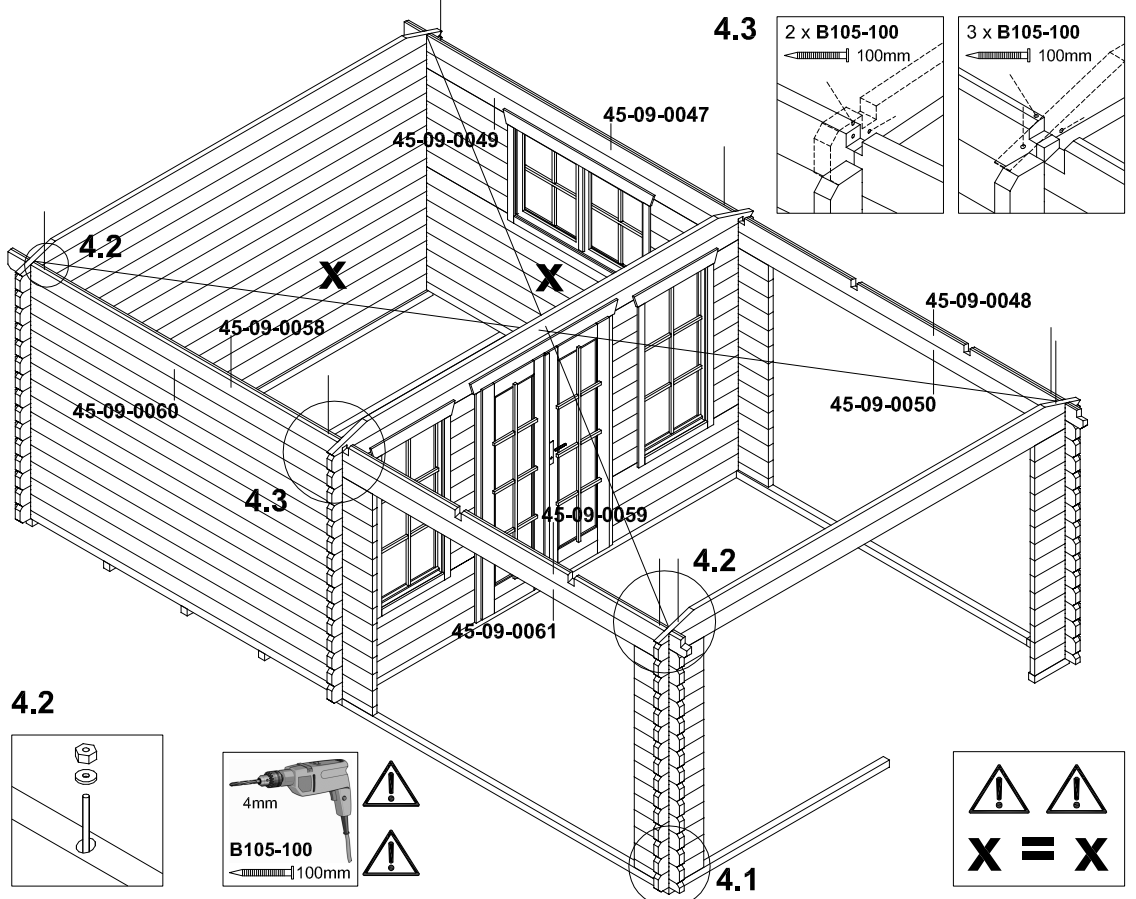 4.3
2 x B105-100
100mm
3 x B105-100
100mm
45-09-0047
45-09-0049
4.2
x
x
45-09-0058
45-09-0048
45-09-0060
45-09-0050
4.3
45-09-0059
4.2
45-09-0061
4.2
4mm
B105-100
100mm
!
!
! !
x = x
4.1